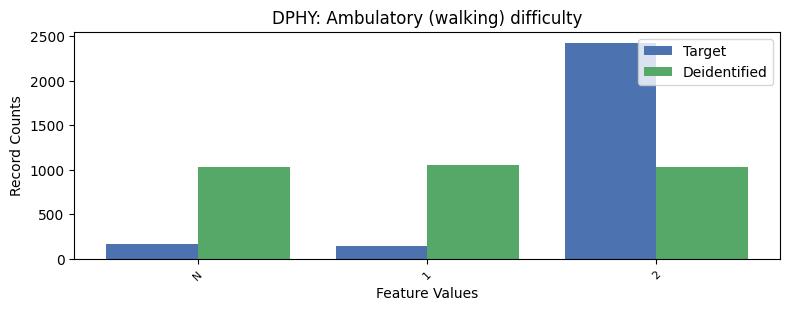 DPHY: Ambulatory (walking) difficulty
Target
Deidentified
Record Counts
2500
2000
1500
1000
500
0
N
1
2
Feature Values